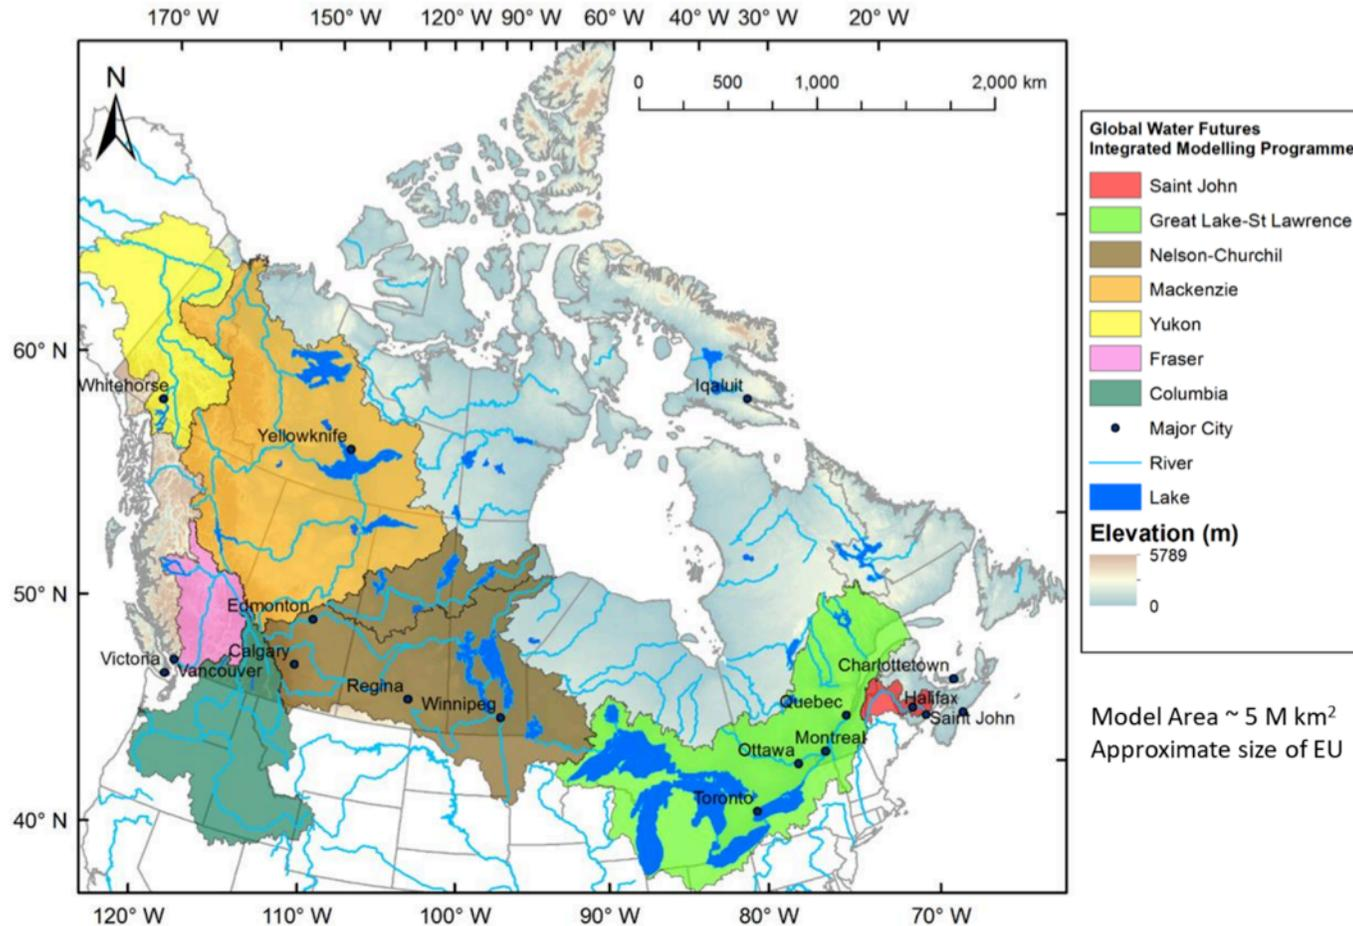 170° W 150° W 120° W 90° W 60° W 40° W 30° W 20° W
N
0 500 1,000 2,000 km
60° N
50° N
40° N
Whitehorse
Yellowknife
Iqaluit
Edmonton
Calgary
Victoria
Vancouver
Regina
Winnipeg
Charlottetown
Quebec
Halifax
Saint John
Montreal
Ottawa
Toronto
120° W 110° W 100° W 90° W 80° W 70° W
Global Water Futures
Integrated Modelling Programme
Saint John
Great Lake-St Lawrence
Nelson-Churchil
Mackenzie
Yukon
Fraser
Columbia
Major City
River
Lake
Elevation (m)
5789
0
Model Area ~ 5 M km²
Approximate size of EU